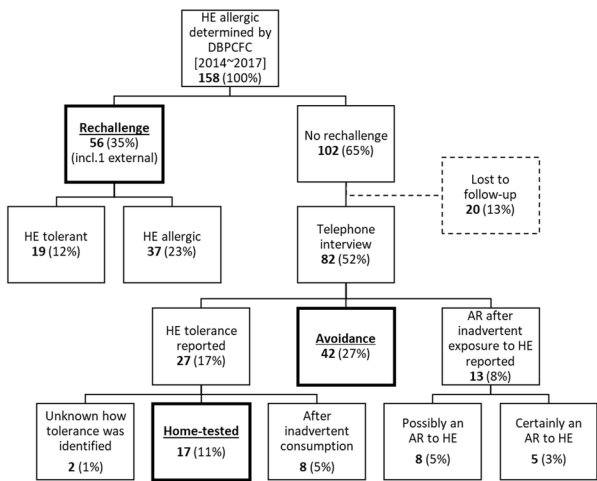 HE allergic
determined by
DBPCFC
[2014~2017]
158 (100%)
Rechallenge
56 (35%)
(incl.1 external)
No rechallenge
102 (65%)
Lost to
follow-up
20 (13%)
HE tolerant
19 (12%)
HE allergic
37 (23%)
Telephone
interview
82 (52%)
HE tolerance
reported
27 (17%)
Avoidance
42 (27%)
AR after
inadvertent
exposure to HE
reported
13 (8%)
Unknown how
tolerance was
identified
2 (1%)
Home-tested
17 (11%)
After
inadvertent
consumption
8 (5%)
Possibly an
AR to HE
8 (5%)
Certainly an
AR to HE
5 (3%)